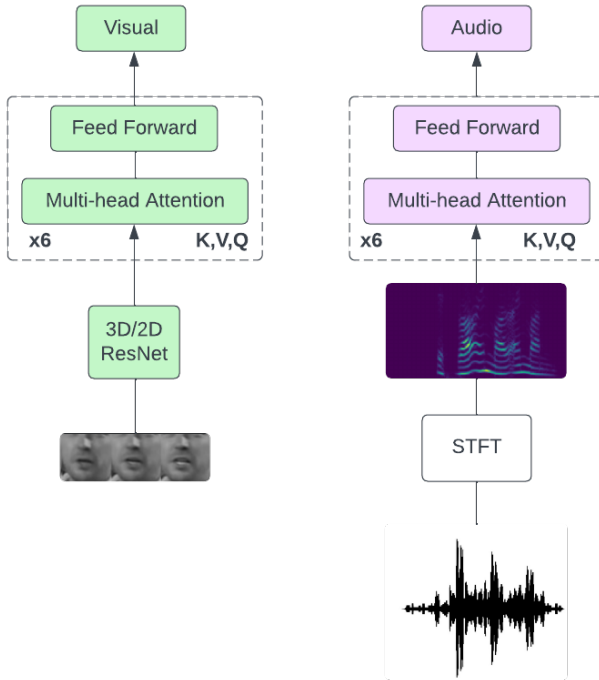 Visual
Feed Forward
Multi-head Attention
x6
K,V,Q
3D/2D
ResNet
Audio
Feed Forward
Multi-head Attention
x6
K,V,Q
STFT